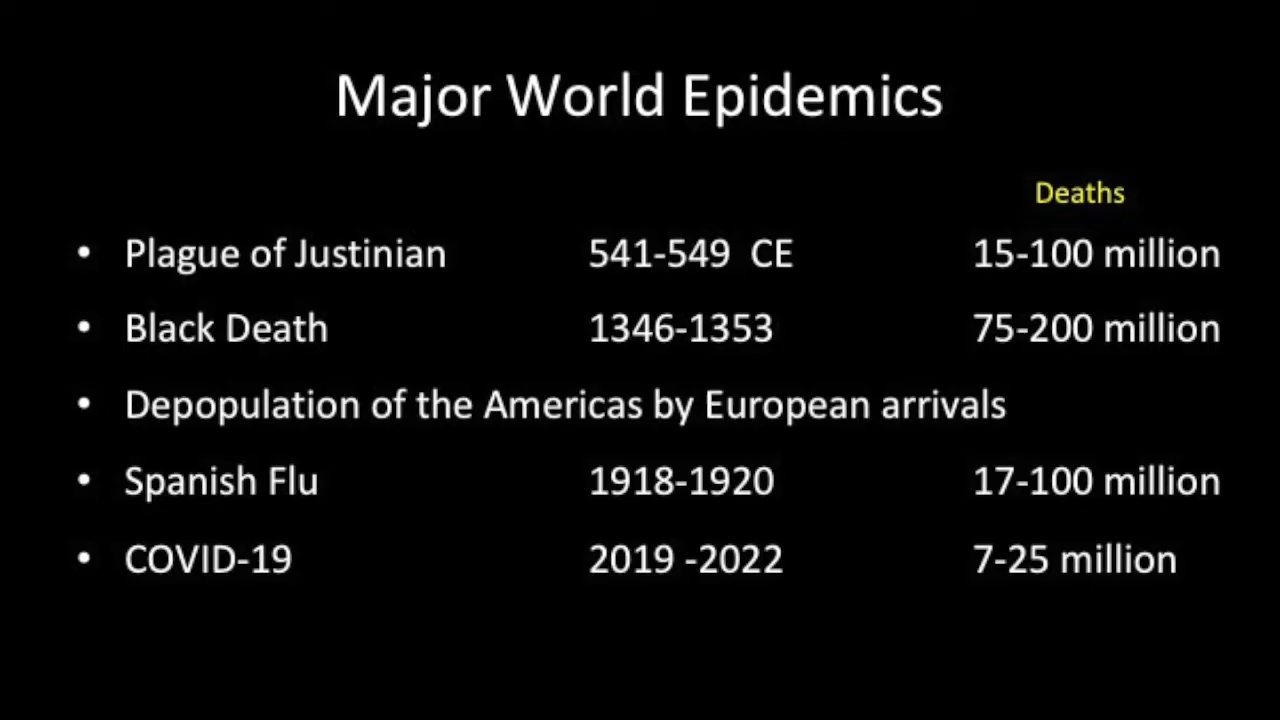 Major World Epidemics
Deaths
• Plague of Justinian 541-549 CE 15-100 million
• Black Death 1346-1353 75-200 million
• Depopulation of the Americas by European arrivals
• Spanish Flu 1918-1920 17-100 million
• COVID-19 2019 -2022 7-25 million